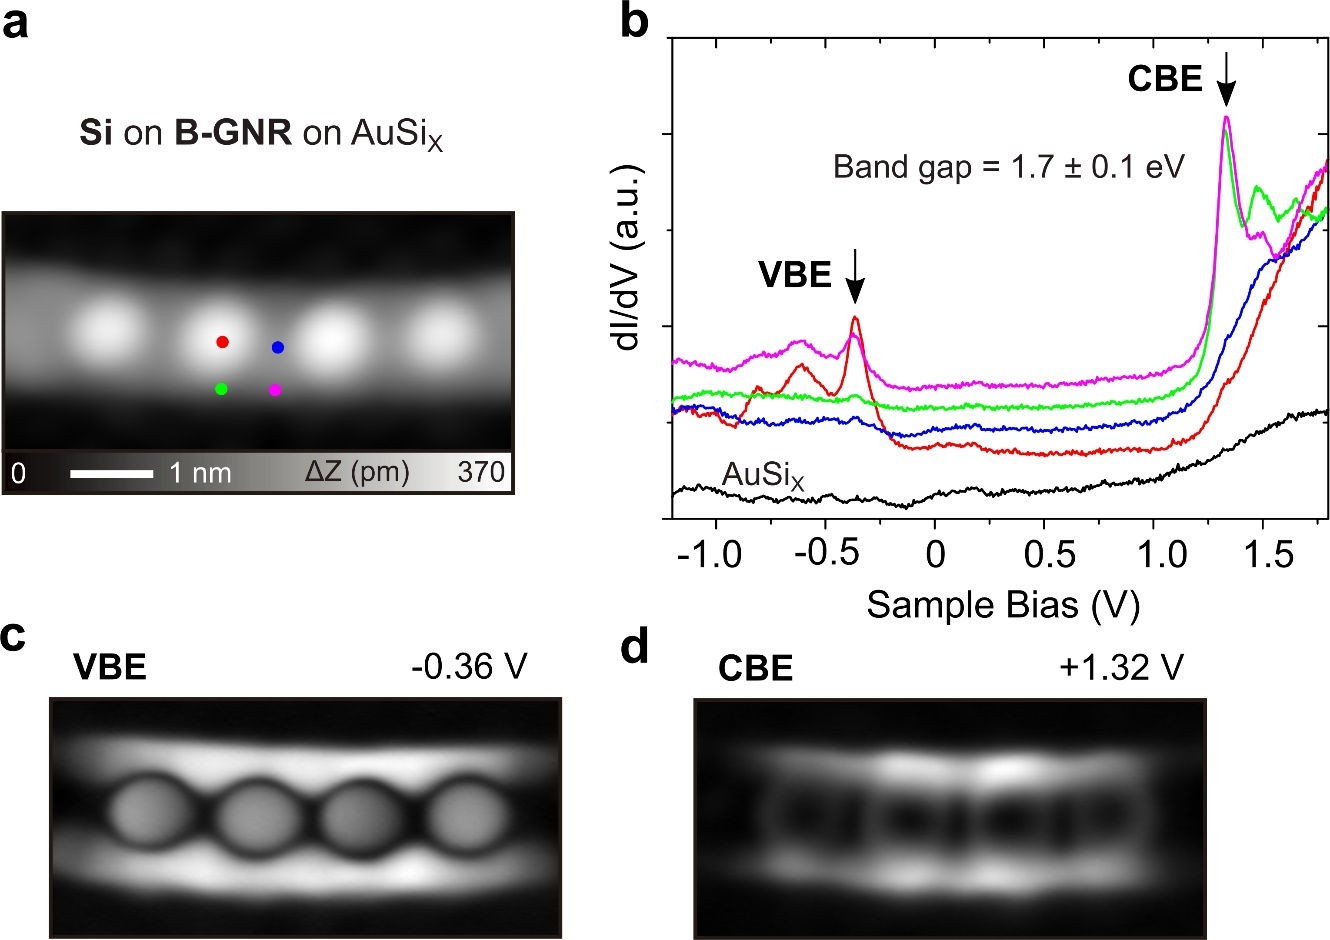 a
Si on B-GNR on AuSiX
0 1 nm ΔZ (pm) 370
b
CBE
Band gap = 1.7 ± 0.1 eV
VBE
dI/dV (a.u.)
AuSiX
-1.0 -0.5 0 0.5 1.0 1.5
Sample Bias (V)
c
VBE -0.36 V
d
CBE +1.32 V